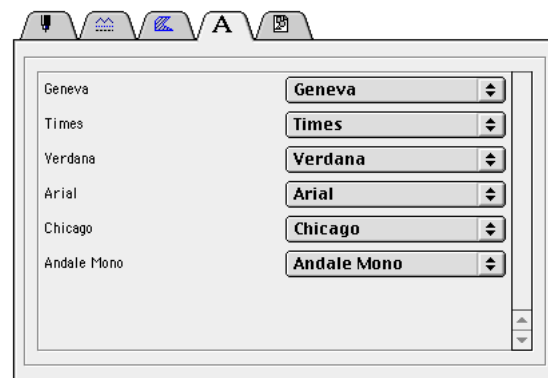 A
Geneva Geneva
Times Times
Verdana Verdana
Arial Arial
Chicago Chicago
Andale Mono Andale Mono